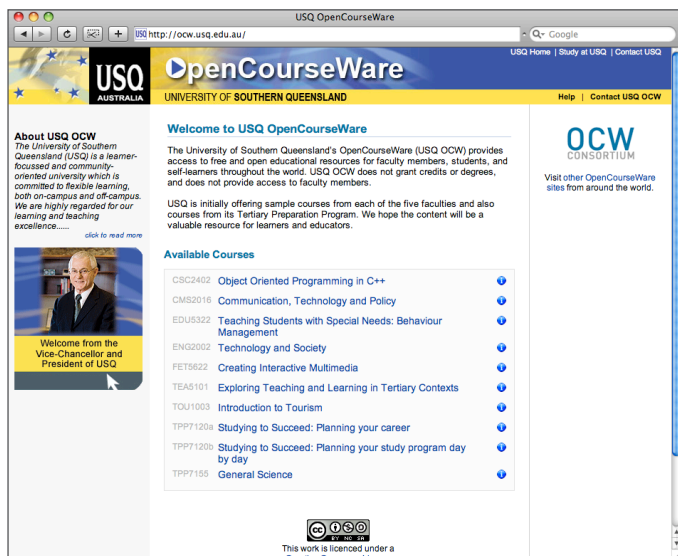 USQ OpenCourseWare
USQ http://ocw.usq.edu.au/
Google
USQ Home | Study at USQ | Contact USQ
USQ
AUSTRALIA
OpenCourseWare
UNIVERSITY OF SOUTHERN QUEENSLAND
Help | Contact USQ OCW
About USQ OCW
The University of Southern
Queensland (USQ) is a learner-
focussed and community-
oriented university which is
committed to flexible learning,
both on-campus and off-campus.
We are highly regarded for our
learning and teaching
excellence......
click to read more
Welcome from the
Vice-Chancellor and
President of USQ
Welcome to USQ OpenCourseWare
The University of Southern Queensland's OpenCourseWare (USQ OCW) provides
access to free and open educational resources for faculty members, students, and
self-learners throughout the world. USQ OCW does not grant credits or degrees,
and does not provide access to faculty members.
USQ is initially offering sample courses from each of the five faculties and also
courses from its Tertiary Preparation Program. We hope the content will be a
valuable resource for learners and educators.
Available Courses
CSC2402 Object Oriented Programming in C++
CMS2016 Communication, Technology and Policy
EDU5322 Teaching Students with Special Needs: Behaviour
Management
ENG2002 Technology and Society
FET5622 Creating Interactive Multimedia
TEA5101 Exploring Teaching and Learning in Tertiary Contexts
TOU1003 Introduction to Tourism
TPP7120a Studying to Succeed: Planning your career
TPP7120b Studying to Succeed: Planning your study program day
by day
TPP7155 General Science
cc
BY NC SA
This work is licenced under a
OCW
CONSORTIUM
Visit other OpenCourseWare
sites from around the world.